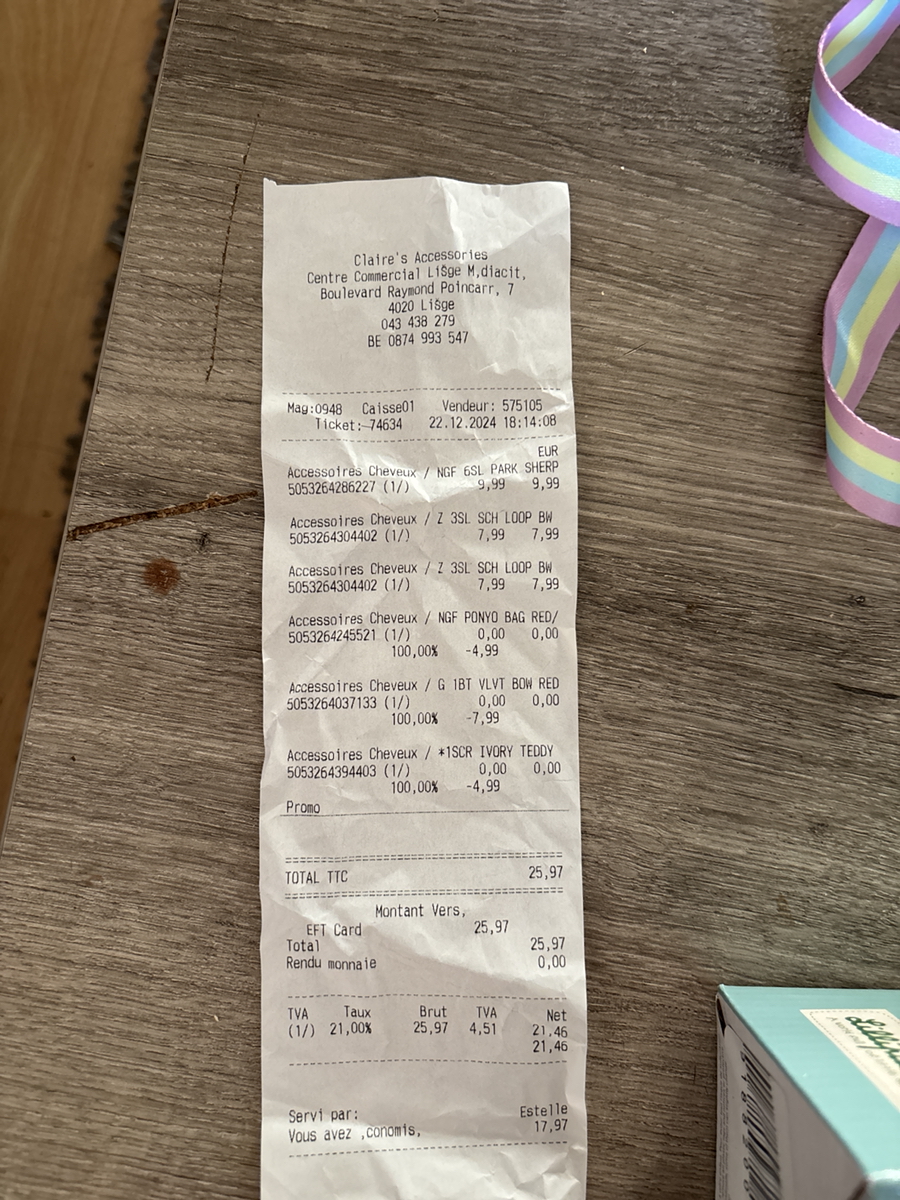 Claire's Accessories
Centre Commercial LiŠge M‚diacit‚
Boulevard Raymond Poincarr‚ 7
4020 LiŠge
043 438 279
BE 0874 993 547
Mag:0948 Caisse01 Vendeur: 575105
Ticket: 74634 22.12.2024 18:14:08
EUR
Accessoires Cheveux / NGF 6SL PARK SHERP
5053264286227 (1/) 9,99 9,99
Accessoires Cheveux / Z 3SL SCH LOOP BW
5053264304402 (1/) 7,99 7,99
Accessoires Cheveux / Z 3SL SCH LOOP BW
5053264304402 (1/) 7,99 7,99
Accessoires Cheveux / NGF PONYO BAG RED/
5053264245521 (1/) 0,00 0,00
100,00% -4,99
Accessoires Cheveux / G 1BT VLVT BOW RED
5053264037133 (1/) 0,00 0,00
100,00% -7,99
Accessoires Cheveux / *1SCR IVORY TEDDY
5053264394403 (1/) 0,00 0,00
100,00% -4,99
Promo
TOTAL TTC 25,97
Montant Vers‚
EFT Card 25,97
Total 25,97
Rendu monnaie 0,00
TVA Taux Brut TVA Net
(1/) 21,00% 25,97 4,51 21,46
21,46
Servi par: Estelle
Vous avez ‚conomis‚ 17,97